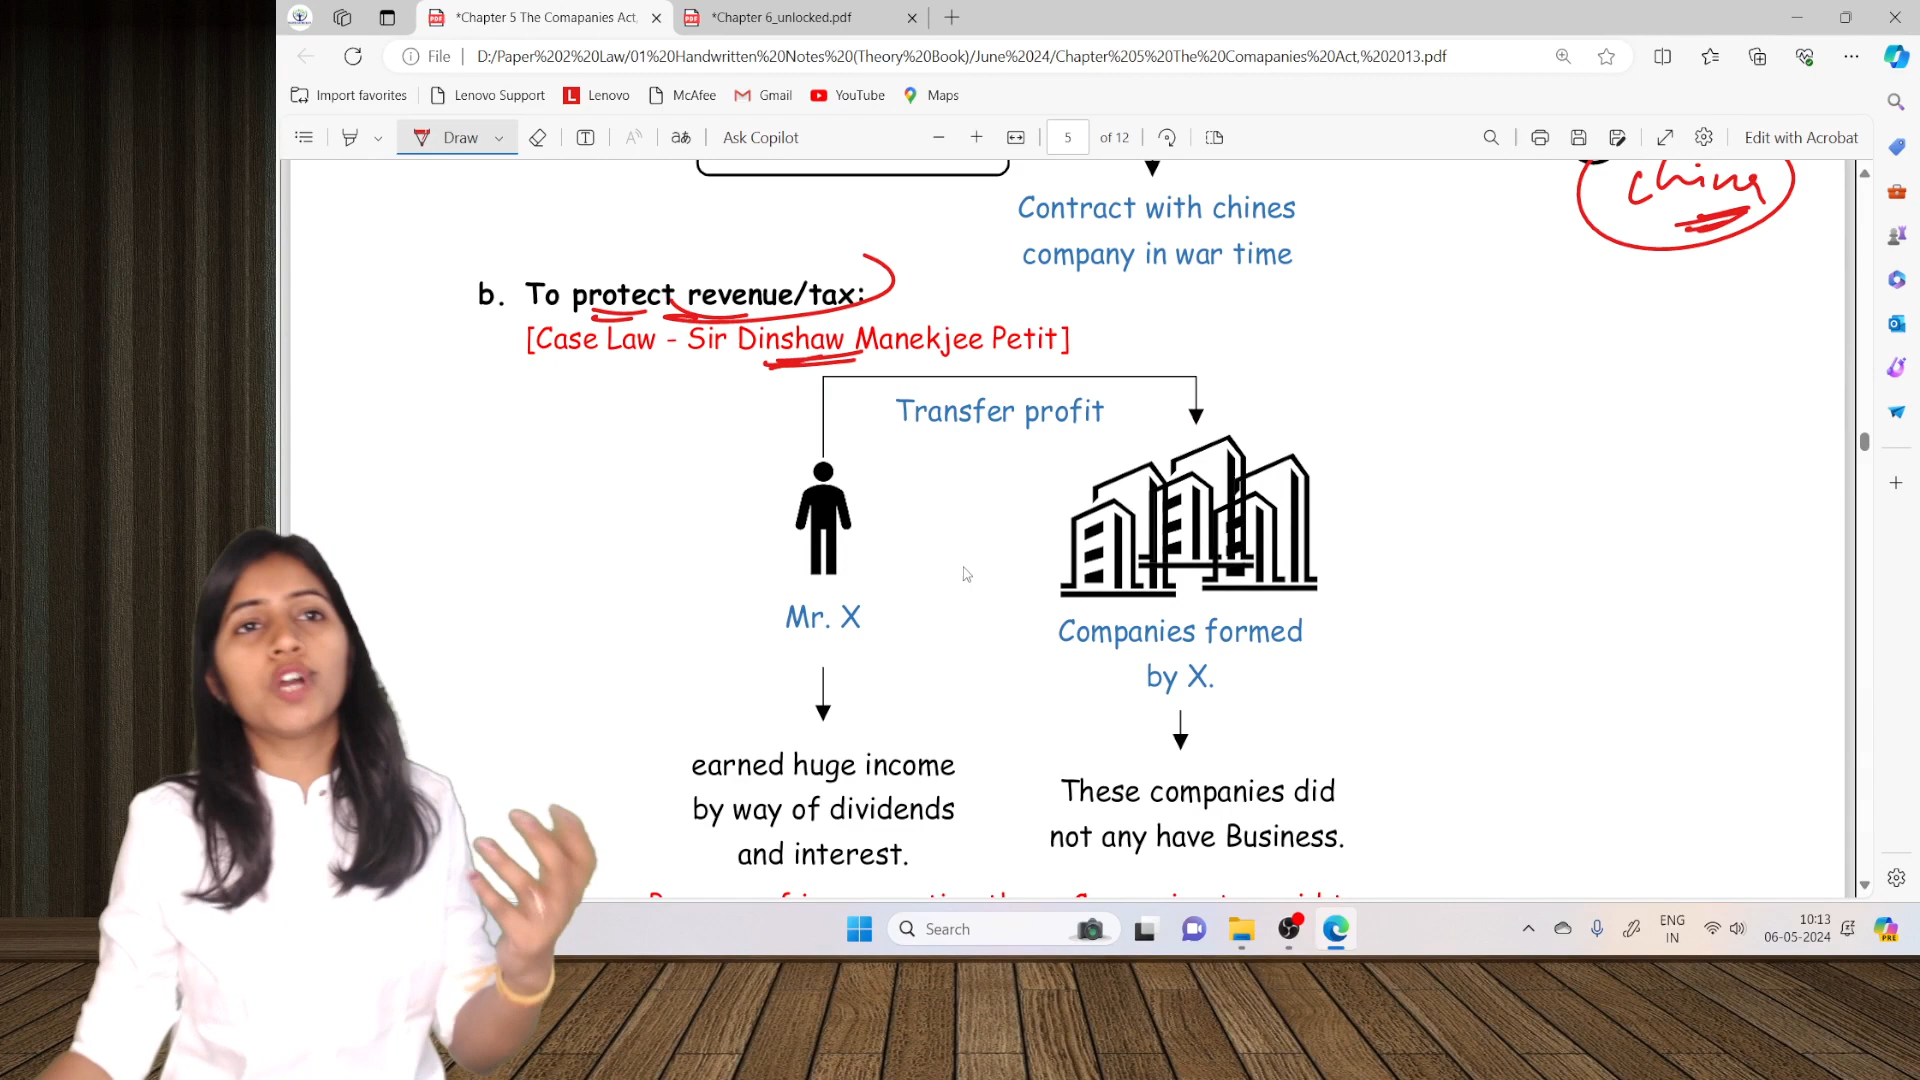 *Chapter 5 The Comapanies Act,
*Chapter 6_unlocked.pdf
File
D:/Paper%202%20Law/01%20Handwritten%20Notes%20(Theory%20Book)/June%202024/Chapter%205%20The%20Comapanies%20Act,%202013.pdf
Import favorites
Lenovo Support
Lenovo
McAfee
Gmail
YouTube
Maps
Draw
Ask Copilot
5 of 12
Edit with Acrobat
china
Contract with chines
company in war time
b. To protect revenue/tax:
[Case Law - Sir Dinshaw Manekjee Petit]
Transfer profit
Mr. X
Companies formed
by X.
earned huge income
by way of dividends
and interest.
These companies did
not any have Business.
Search
ENG
IN
10:13
06-05-2024
PRE